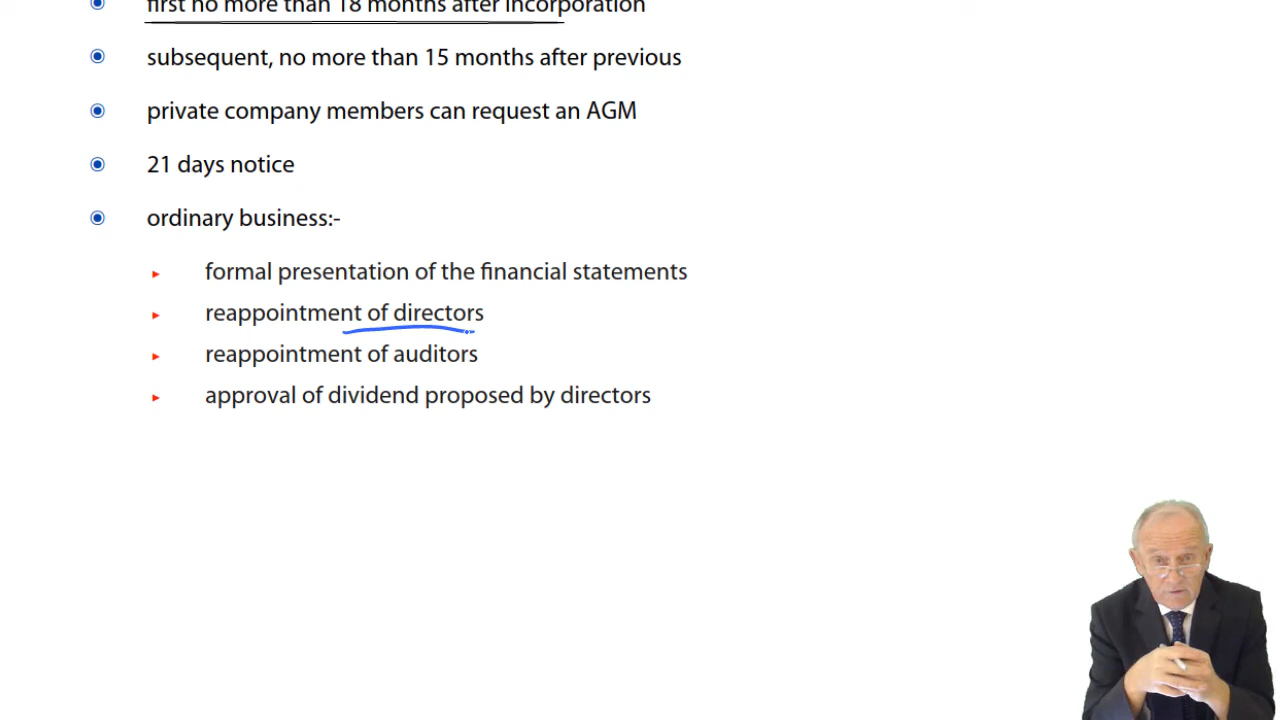 first no more than 18 months after incorporation
subsequent, no more than 15 months after previous
private company members can request an AGM
21 days notice
ordinary business:-
formal presentation of the financial statements
reappointment of directors
reappointment of auditors
approval of dividend proposed by directors